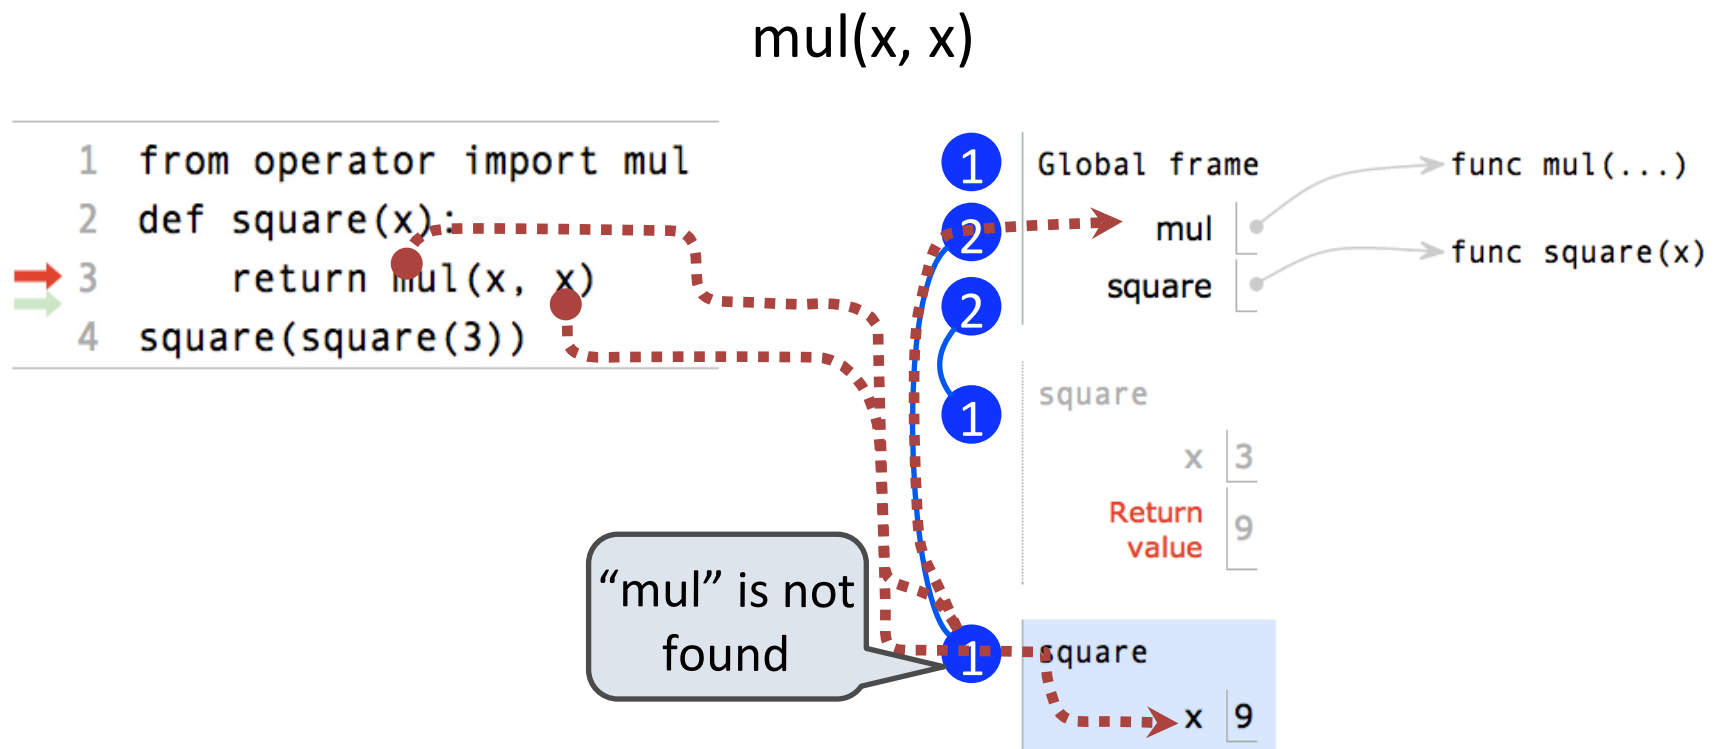 mul(x, x)
1 from operator import mul
2 def square(x):
3 return mul(x, x)
4 square(square(3))
1
Global frame
func mul(...)
2
mul
func square(x)
square
2
1
square
x 3
Return
value
9
“mul” is not
found
1
square
x 9